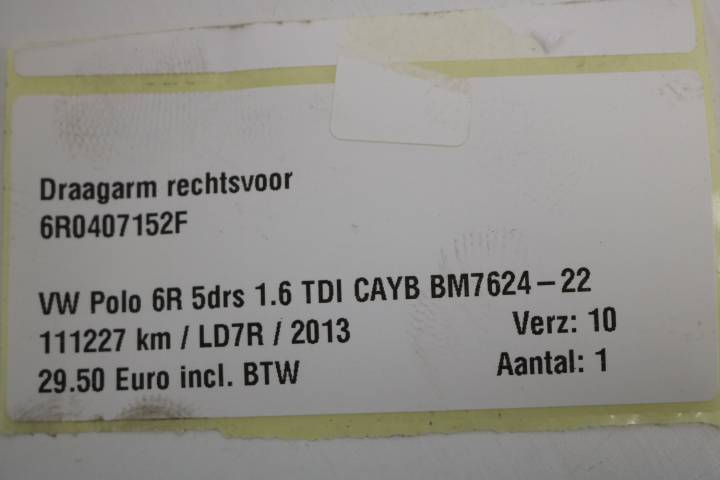 Draagarm rechtsvoor
6R0407152F
VW Polo 6R 5drs 1.6 TDI CAYB BM7624-22
111227 km / LD7R / 2013 Verz: 10
29.50 Euro incl. BTW Aantal: 1